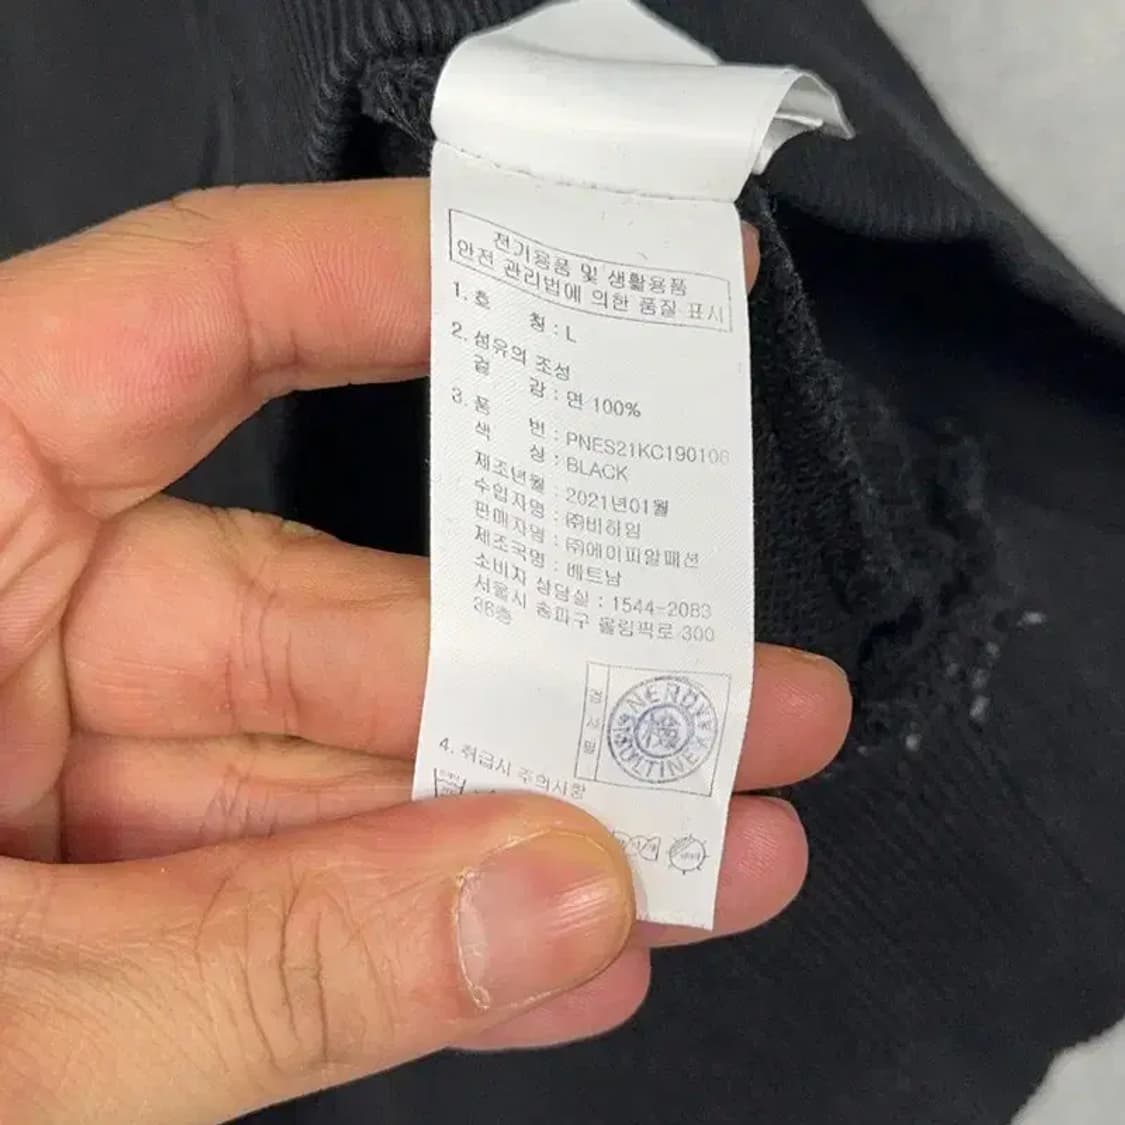 전기용품 및 생활용품
안전 관리법에 의한 품질 표시
1. 호 칭 : L
2. 섬유의 조성
겉 감 : 면 100%
3. 품 번 : PNES21KC190106
색 상 : BLACK
제조년월 : 2021년01월
수입자명 : ㈜비하임
판매자명 : ㈜에이피알패션
제조국명 : 베트남
소비자 상담실 : 1544-2083
서울시 송파구 올림픽로 300
36층
검사필
NERDY
4. 취급시 주의사항